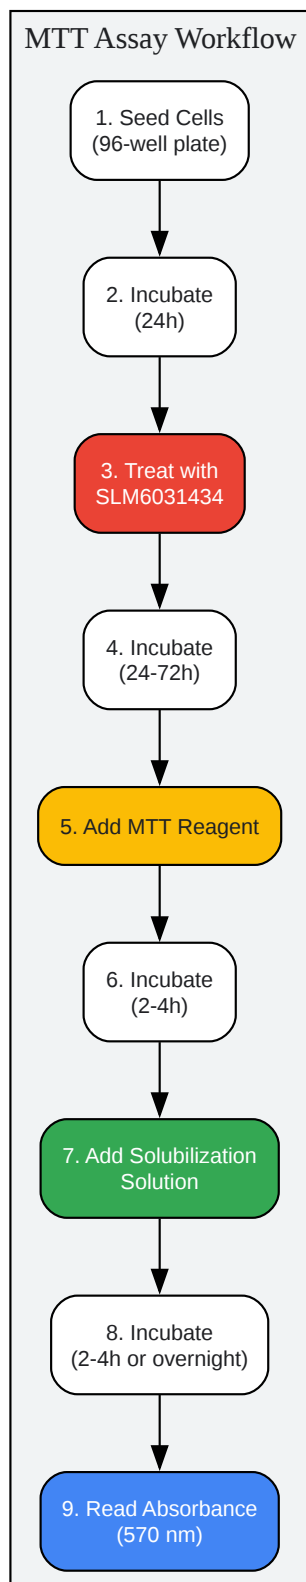 MTT Assay Workflow
1. Seed Cells
(96-well plate)
2. Incubate
(24h)
3. Treat with
SLM6031434
4. Incubate
(24-72h)
5. Add MTT Reagent
6. Incubate
(2-4h)
7. Add Solubilization
Solution
8. Incubate
(2-4h or overnight)
9. Read Absorbance
(570 nm)